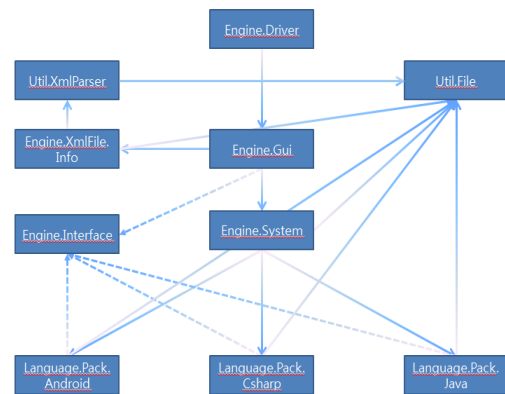 Engine.Driver
Util.XmlParser
Util.File
Engine.XmlFile.
Info
Engine.Gui
Engine.Interface
Engine.System
Language.Pack.
Android
Language.Pack.
Csharp
Language.Pack.
Java